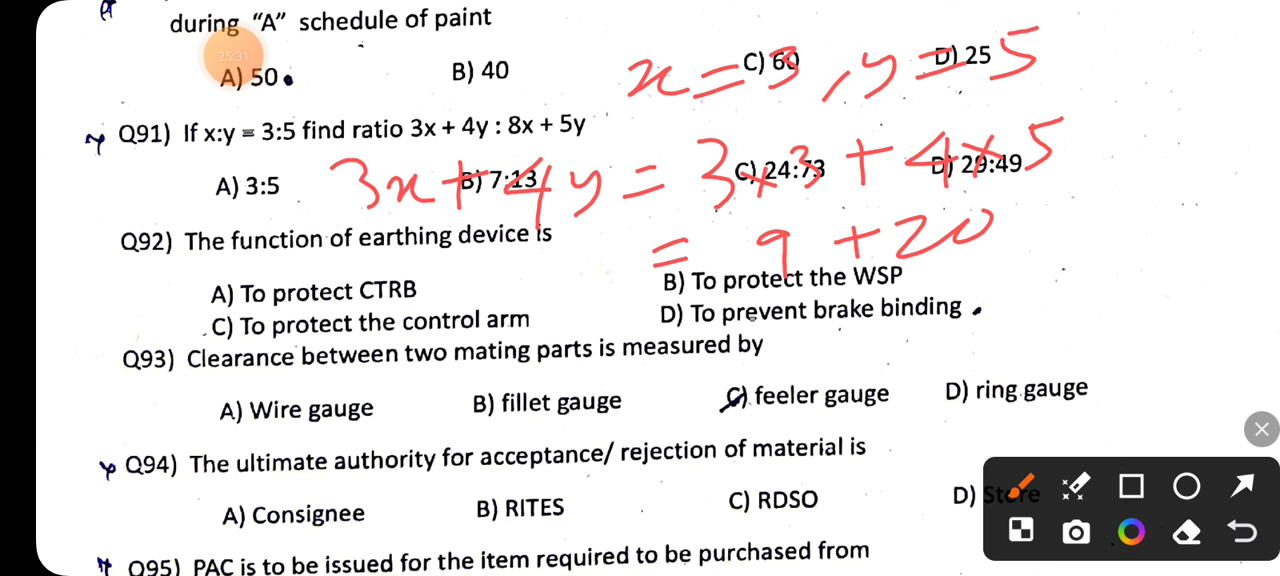 during "A" schedule of paint
25:31
A) 50 B) 40 C) 60 D) 25
x = 3, y = 5
Q91) If x:y = 3:5 find ratio 3x + 4y : 8x + 5y
A) 3:5 B) 7:13 C) 24:73 D) 29:49
3x + 4y = 3x3 + 4x5
= 9 + 20
Q92) The function of earthing device is
A) To protect CTRB B) To protect the WSP
C) To protect the control arm D) To prevent brake binding
Q93) Clearance between two mating parts is measured by
A) Wire gauge B) fillet gauge C) feeler gauge D) ring gauge
Q94) The ultimate authority for acceptance/ rejection of material is
A) Consignee B) RITES C) RDSO D) Store
Q95) PAC is to be issued for the item required to be purchased from